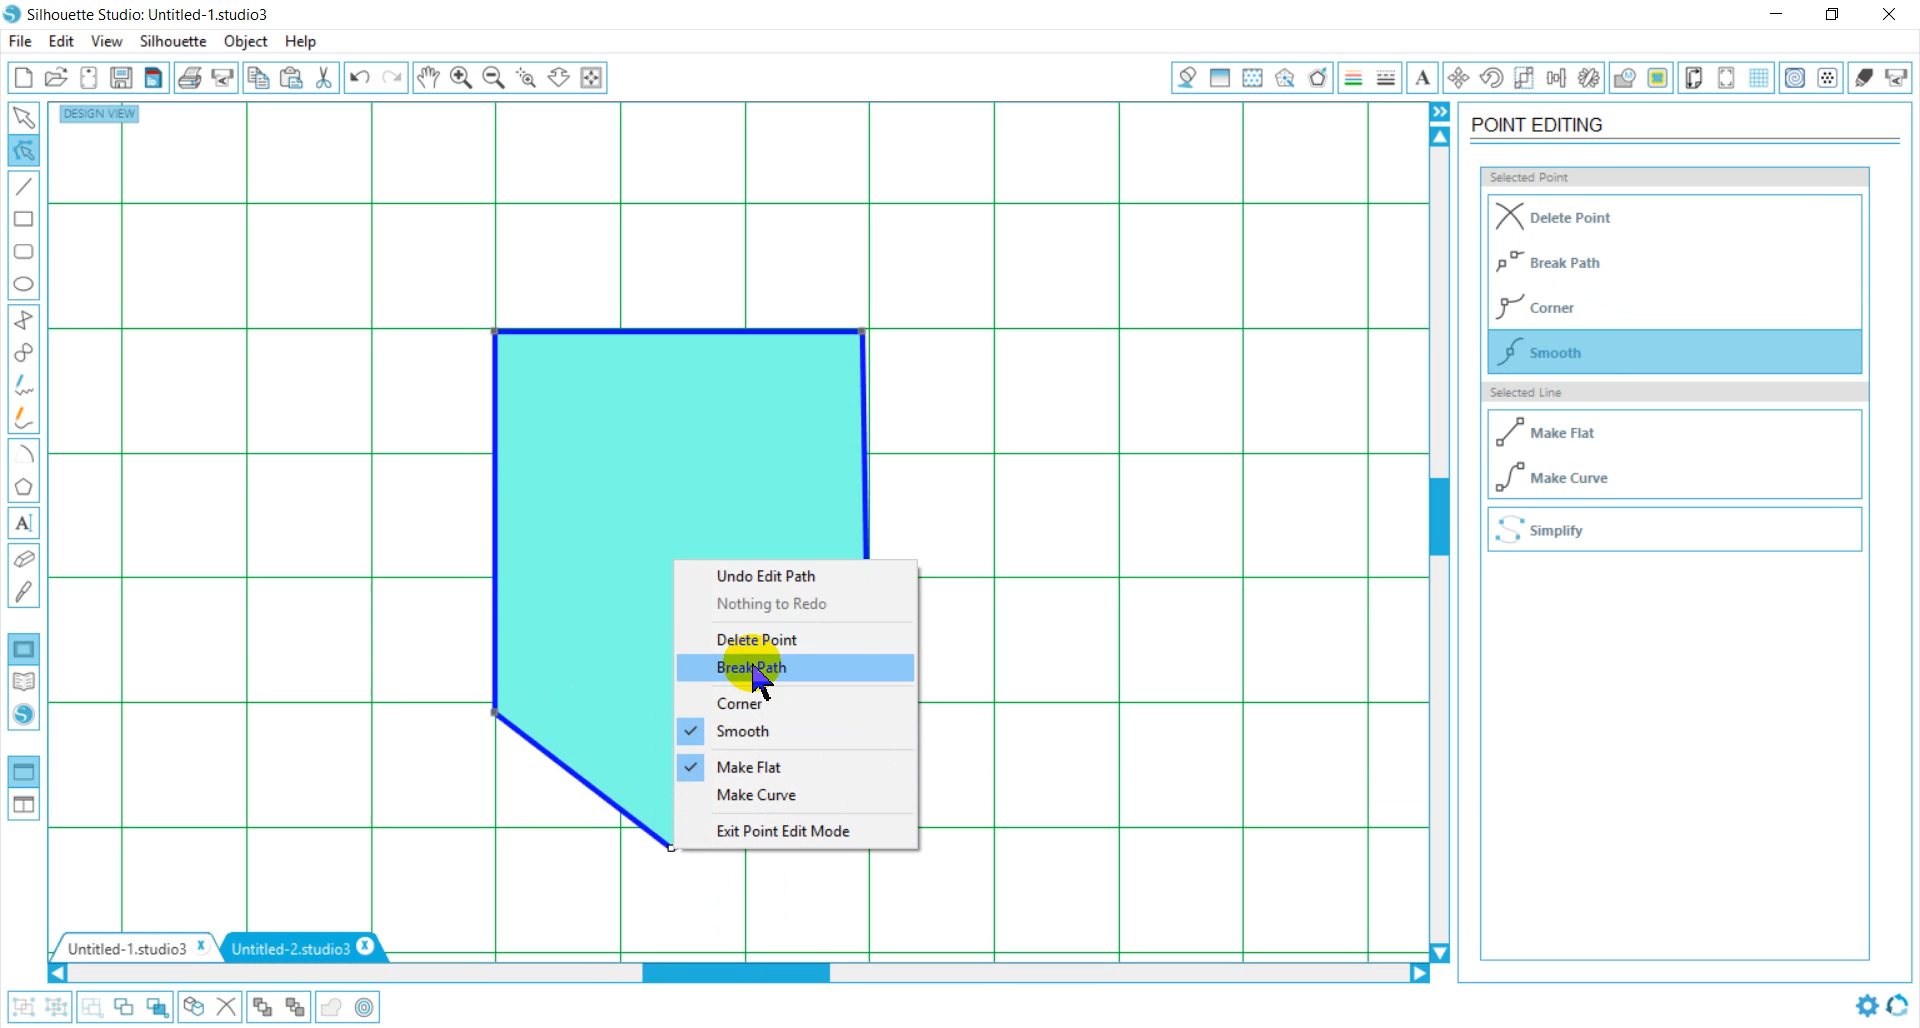 Silhouette Studio: Untitled-1.studio3
File Edit View Silhouette Object Help
DESIGN VIEW
POINT EDITING
Selected Point
Delete Point
Break Path
Corner
Smooth
Selected Line
Make Flat
Make Curve
Simplify
Undo Edit Path
Nothing to Redo
Delete Point
Break Path
Corner
Smooth
Make Flat
Make Curve
Exit Point Edit Mode
Untitled-1.studio3 x Untitled-2.studio3 x